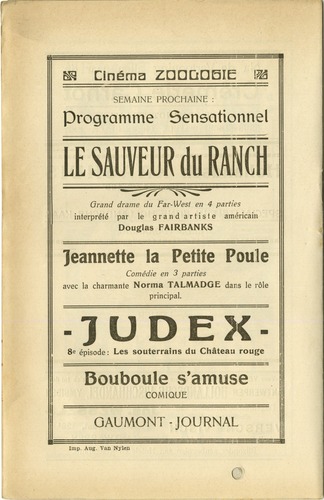 Cinéma ZOOLOGIE
SEMAINE PROCHAINE :
Programme Sensationnel
LE SAUVEUR du RANCH
Grand drame du Far-West en 4 parties
interprété par le grand artiste américain
Douglas FAIRBANKS
Jeannette la Petite Poule
Comédie en 3 parties
avec la charmante Norma TALMADGE dans le rôle
principal.
- JUDEX -
8e épisode: Les souterrains du Château rouge
Bouboule s'amuse
COMIQUE
GAUMONT - JOURNAL
Imp. Aug. Van Nylen